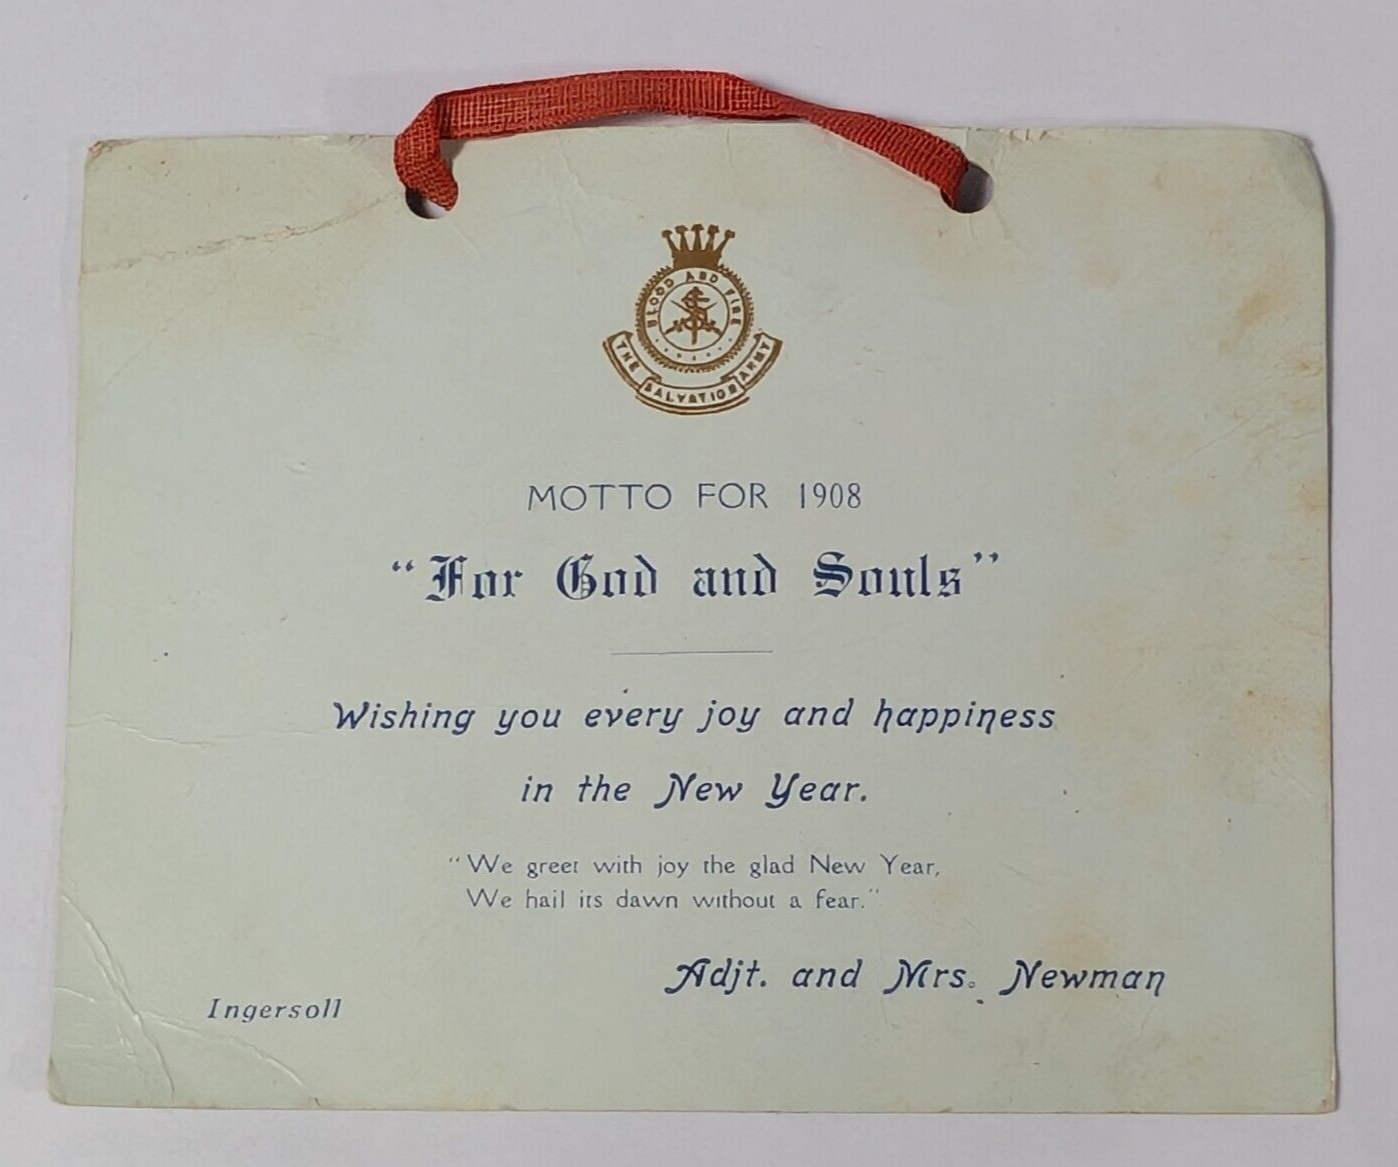 BLOOD AND FIRE
THE SALVATION ARMY
MOTTO FOR 1908
“For God and Souls”
Wishing you every joy and happiness
in the New Year.
“We greet with joy the glad New Year,
We hail its dawn without a fear.”
Adjt. and Mrs. Newman
Ingersoll